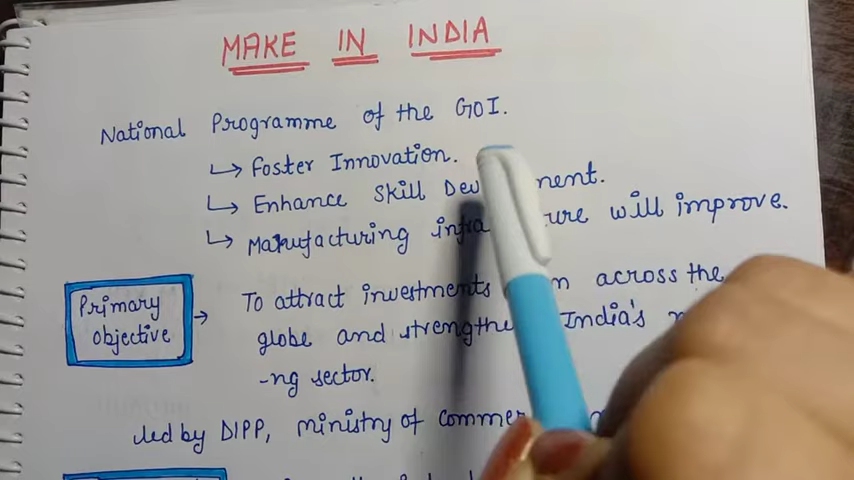 MAKE IN INDIA
National Programme of the GOI.
↳ Foster Innovation.
↳ Enhance Skill
↳ Manufacturing will improve.
Primary
Objective → To attract investments across the
globe and India's
-ng sector.
led by DIPP, ministry of